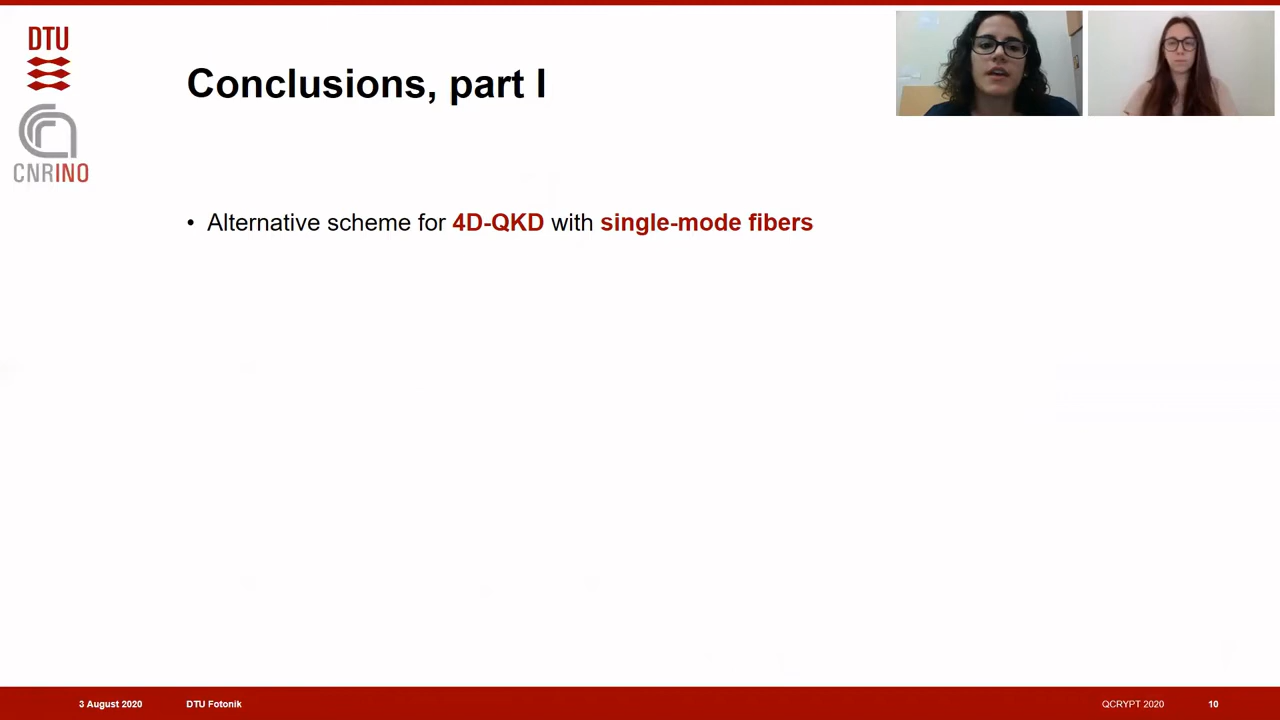 DTU
CNRINO
Conclusions, part I
• Alternative scheme for 4D-QKD with single-mode fibers
3 August 2020 DTU Fotonik QCRYPT 2020 10